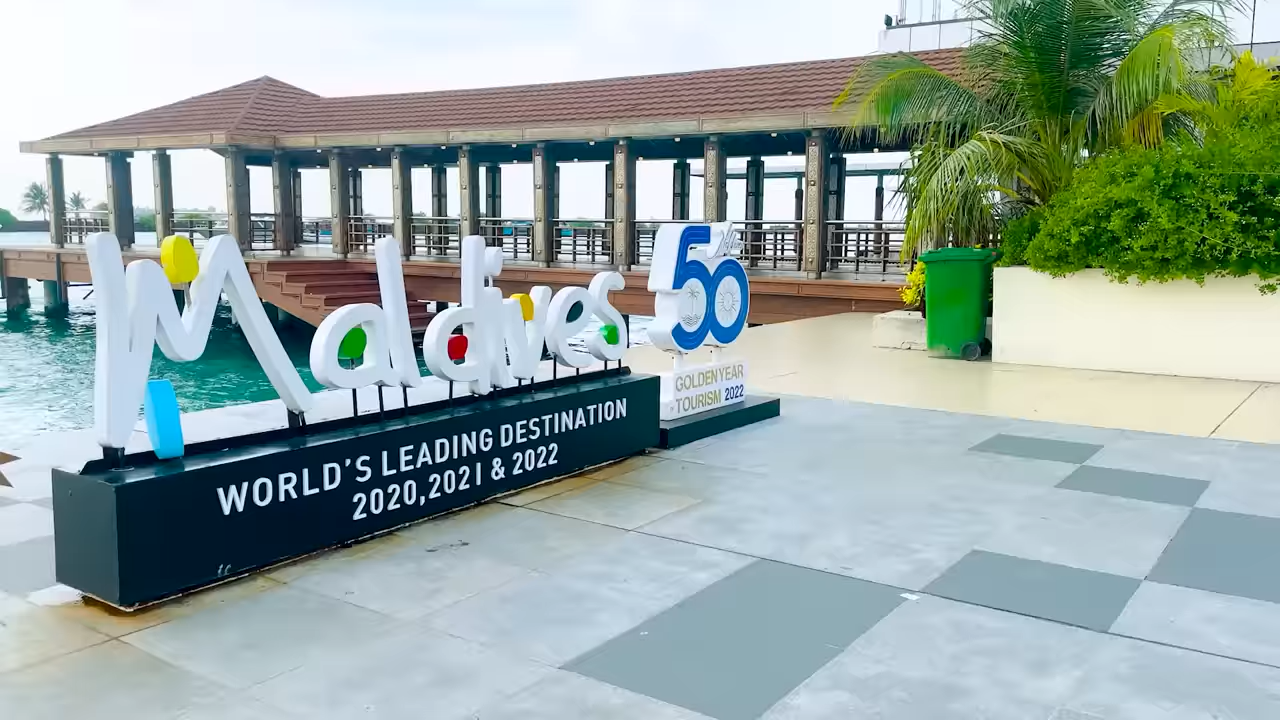 Maldives
WORLD'S LEADING DESTINATION
2020, 2021 & 2022
50
GOLDEN YEAR
TOURISM 2022